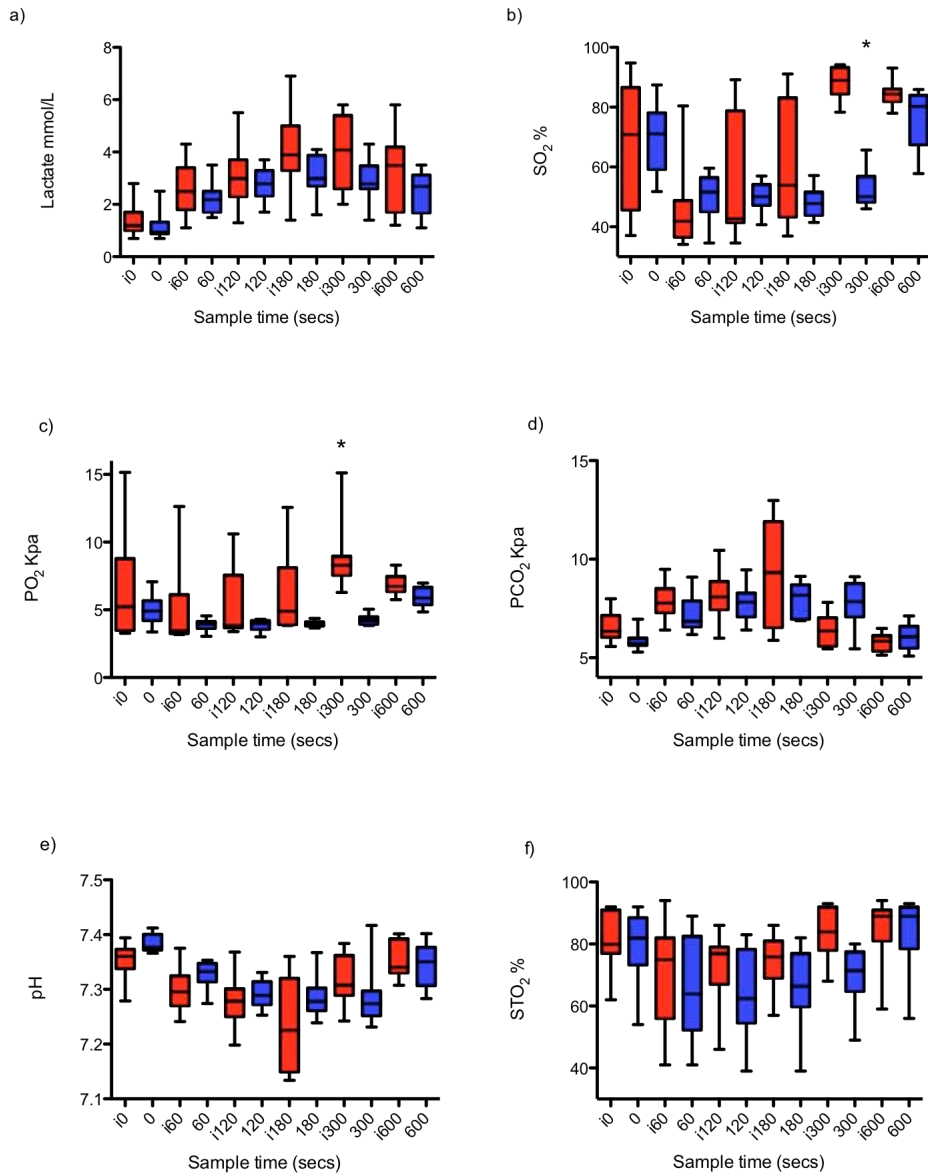 a)
8
6
4
2
0
Lactate mmol/L
i0 0 i60 60 i120 120 i180 180 i300 300 i600 600
Sample time (secs)
b)
*
100
80
60
40
SO2 %
i0 0 i60 60 i120 120 i180 180 i300 300 i600 600
Sample time (secs)
c)
*
15
10
5
0
PO2 Kpa
i0 0 i60 60 i120 120 i180 180 i300 300 i600 600
Sample time (secs)
d)
15
10
5
PCO2 Kpa
i0 0 i60 60 i120 120 i180 180 i300 300 i600 600
Sample time (secs)
e)
7.5
7.4
7.3
7.2
7.1
pH
i0 0 i60 60 i120 120 i180 180 i300 300 i600 600
Sample time (secs)
f)
100
80
60
40
STO2 %
i0 0 i60 60 i120 120 i180 180 i300 300 i600 600
Sample time (secs)